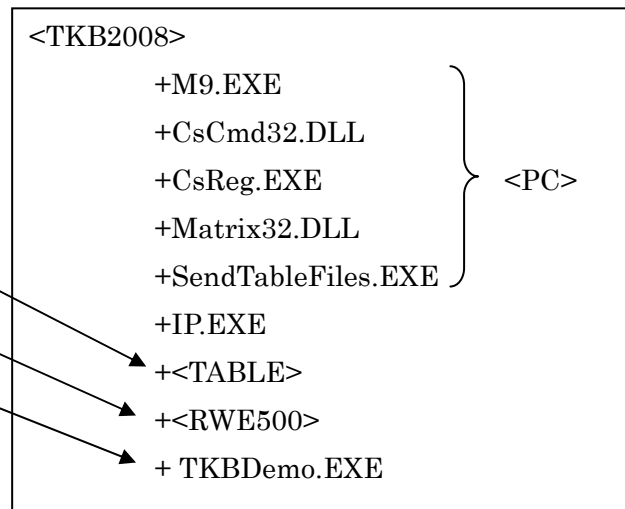 <TKB2008>
+M9.EXE
+CsCmd32.DLL
+CsReg.EXE
<PC>
+Matrix32.DLL
+SendTableFiles.EXE
+IP.EXE
+<TABLE>
+<RWE500>
+ TKBDemo.EXE